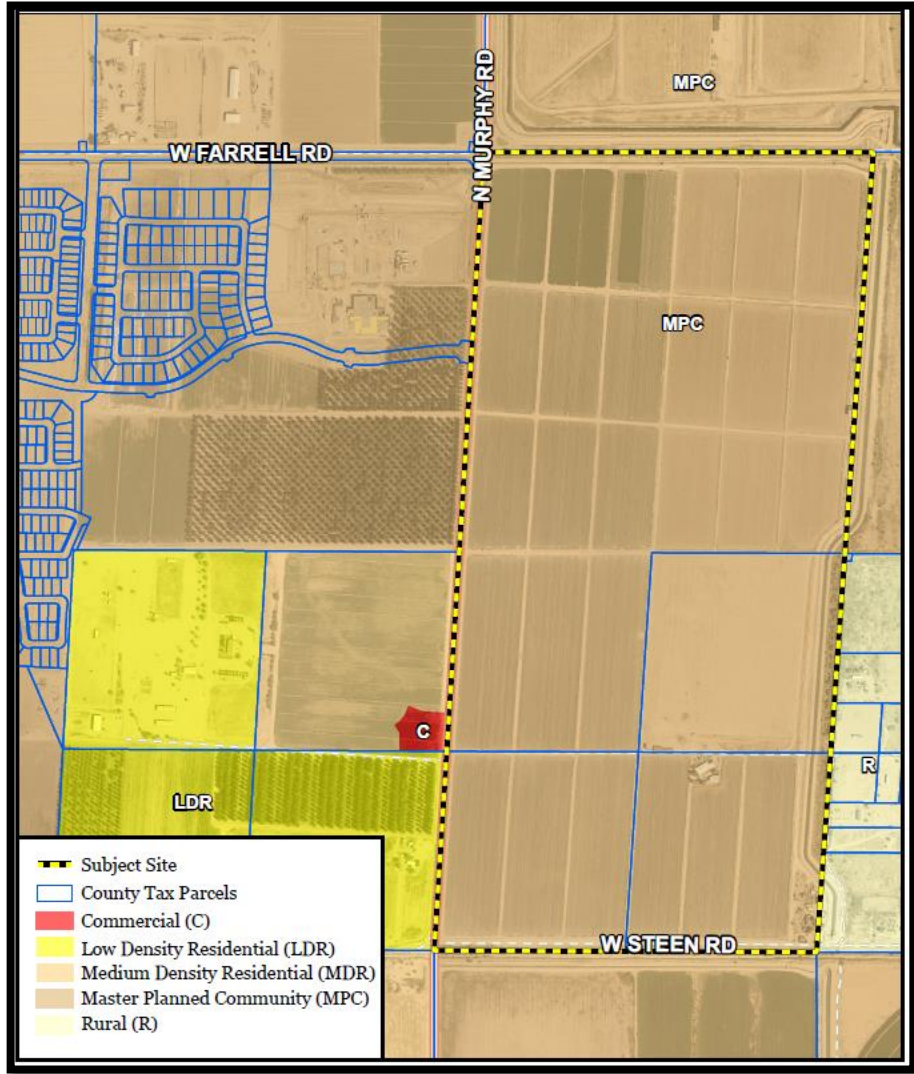 MPC
N MURPHY RD
W FARRELL RD
MPC
C
R
LDR
W STEEN RD
Subject Site
County Tax Parcels
Commercial (C)
Low Density Residential (LDR)
Medium Density Residential (MDR)
Master Planned Community (MPC)
Rural (R)